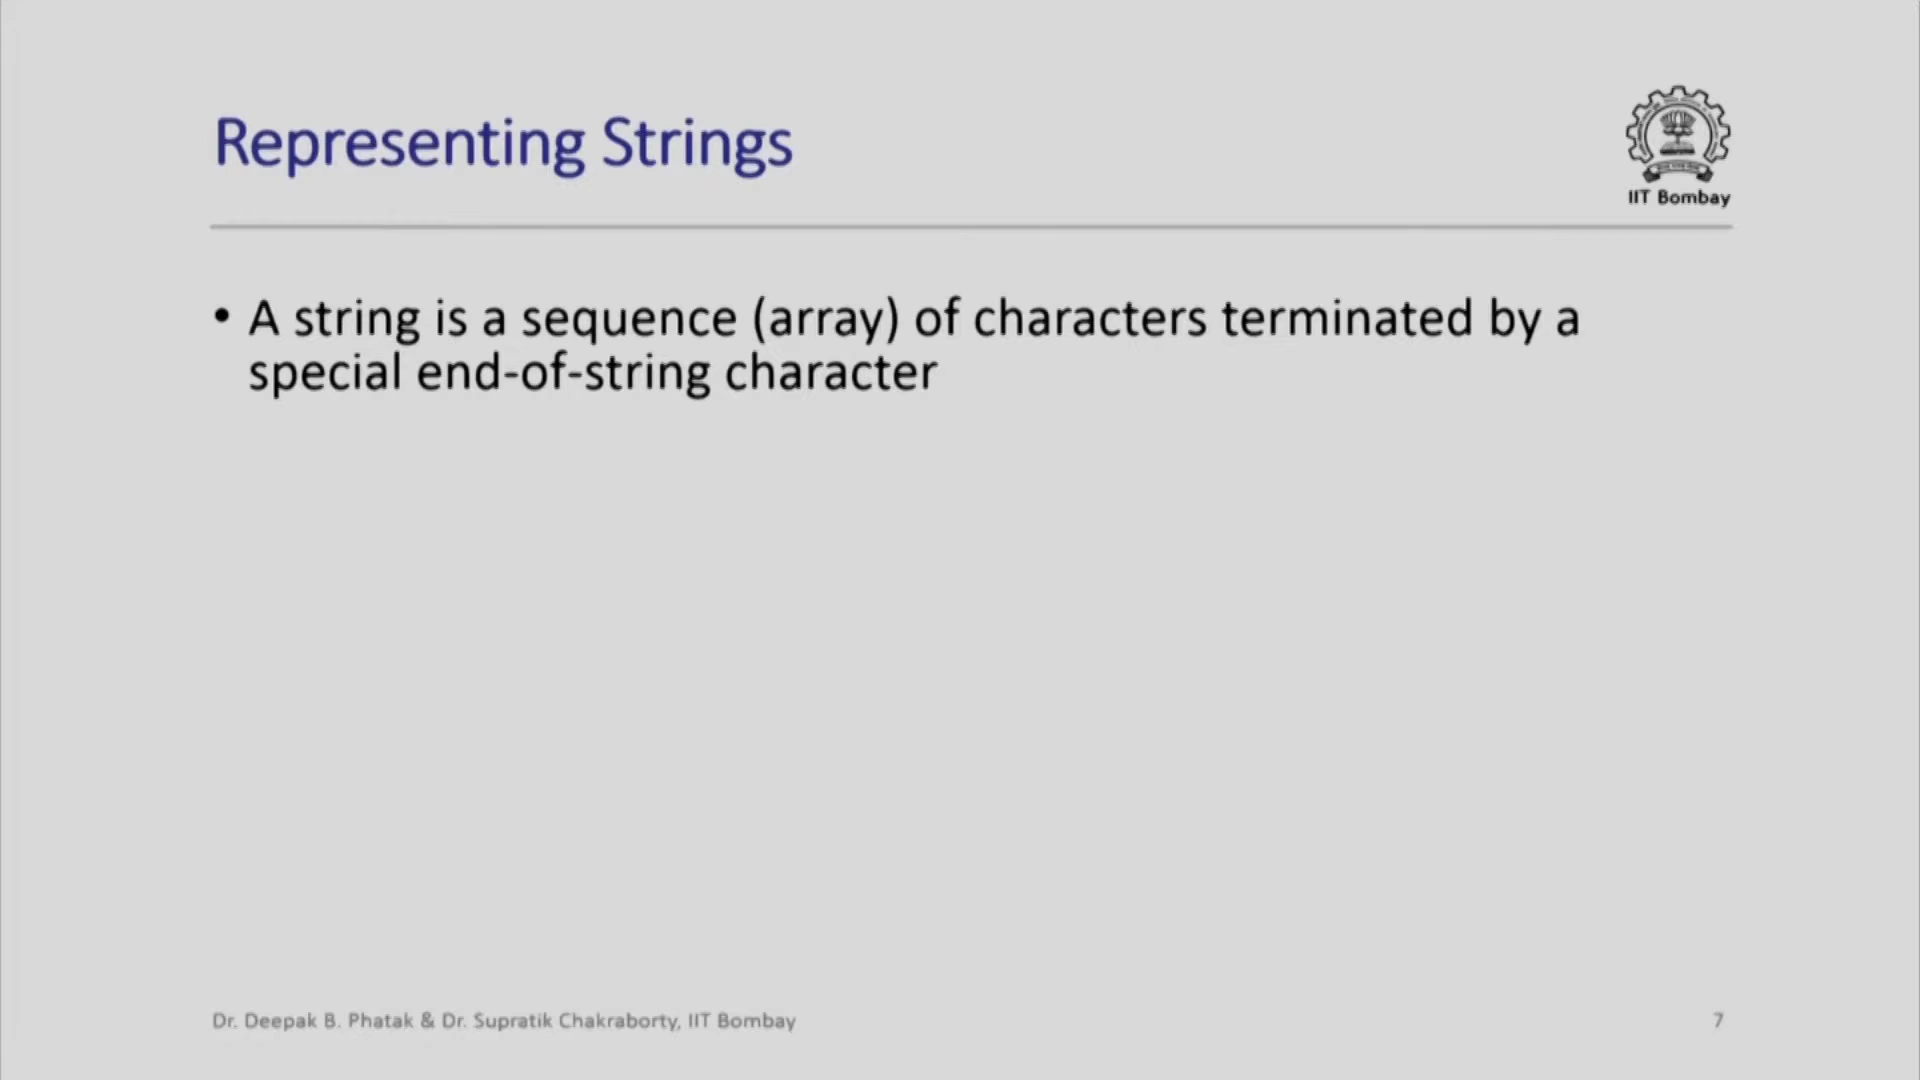 Representing Strings
IIT Bombay
• A string is a sequence (array) of characters terminated by a
special end-of-string character
Dr. Deepak B. Phatak & Dr. Supratik Chakraborty, IIT Bombay
7